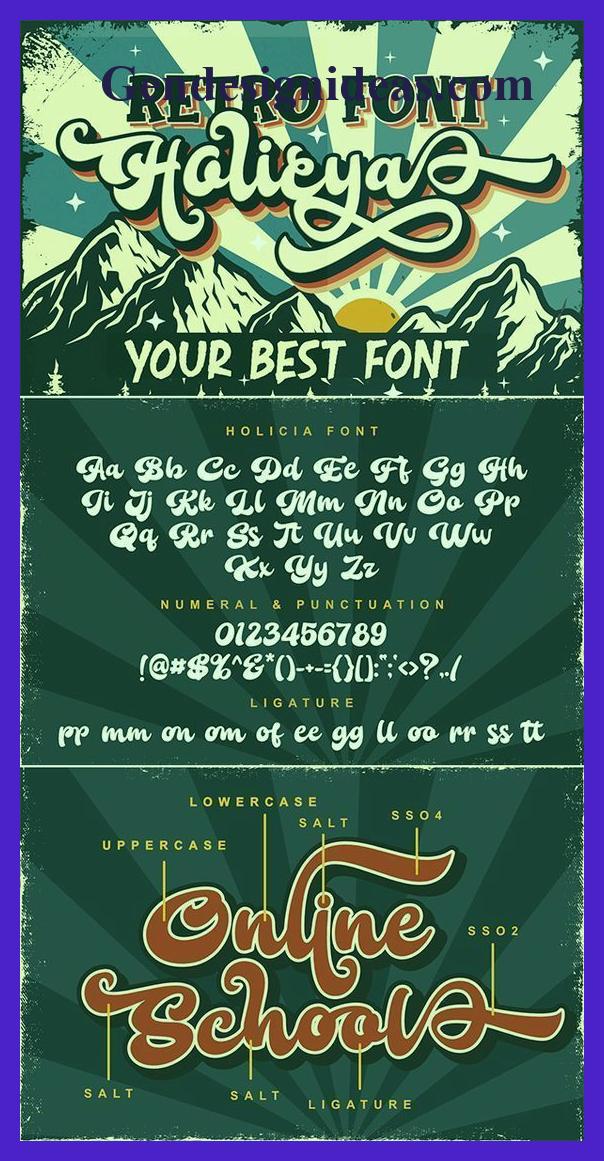 Gooddesignideas.com
RETRO FONT
Holicya
YOUR BEST FONT
HOLICIA FONT
Aa Bb Cc Dd Ee Ff Gg Hh
Ii Jj Kk Ll Mm Nn Oo Pp
Qq Rr Ss Tt Uu Vv Ww
Xx Yy Zz
NUMERAL & PUNCTUATION
0123456789
!@#$%^&*()-+-={}[]:";'<>?,./
LIGATURE
pp mm on om of ee gg ll oo rr ss tt
LOWERCASE
SALT
SSO4
UPPERCASE
Online
SSO2
School
SALT
SALT
LIGATURE